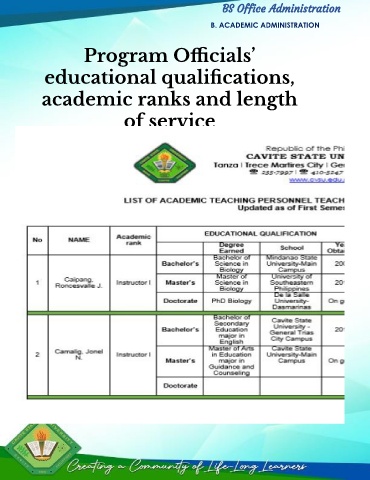 BS Office Administration
B. ACADEMIC ADMINISTRATION
Program Officials'
educational qualifications,
academic ranks and length
of service
Republic of the Phi
CAVITE STATE UN
Tanza | Trece Martires City | Gen
☎ 235-7997 | ☎ 410-5247
www.cvsu.edu.
LIST OF ACADEMIC TEACHING PERSONNEL TEACH
Updated as of First Semes
No NAME Academic rank EDUCATIONAL QUALIFICATION
Degree Earned School Ye Obta
1 Caipang, Roncesvalle J. Instructor I
Bachelor's Bachelor of Science in Biology Mindanao State University-Main Campus 200
Master's Master of Science in Biology University of Southeastern Philippines 201
Doctorate PhD Biology De la Salle University-Dasmarinas On g
2 Camalig, Jonel N. Instructor I
Bachelor's Bachelor of Secondary Education major in English Cavite State University - General Trias City Campus 201
Master's Master of Arts in Education major in Guidance and Counseling Cavite State University-Main Campus On g
Doctorate
Creating a Community of Life-Long Learners